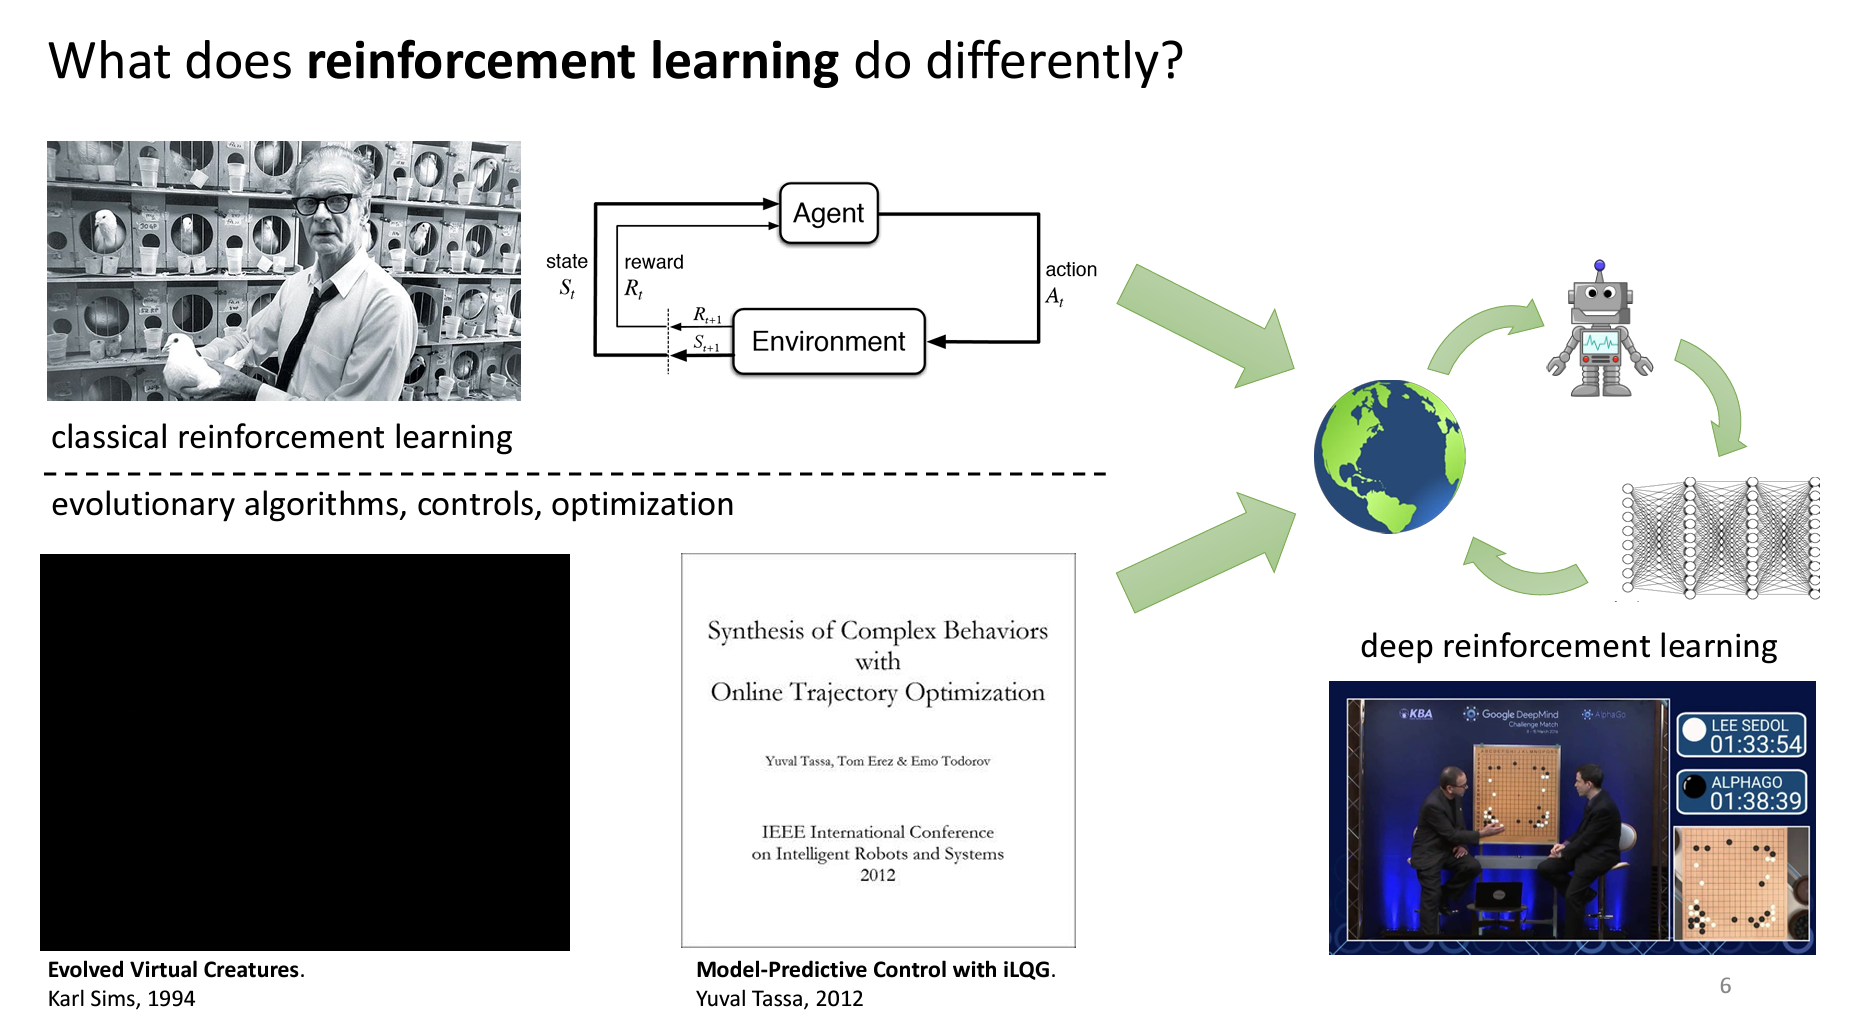 What does reinforcement learning do differently?
Agent
state
S_t
reward
R_t
action
A_t
R_{t+1}
S_{t+1}
Environment
classical reinforcement learning
evolutionary algorithms, controls, optimization
Synthesis of Complex Behaviors
with
Online Trajectory Optimization
Yuval Tassa, Tom Erez & Emo Todorov
IEEE International Conference
on Intelligent Robots and Systems
2012
Evolved Virtual Creatures.
Karl Sims, 1994
Model-Predictive Control with iLQG.
Yuval Tassa, 2012
deep reinforcement learning
KBA
Google DeepMind
Challenge Match
AlphaGo
LEE SEDOL
01:33:54
ALPHAGO
01:38:39
6